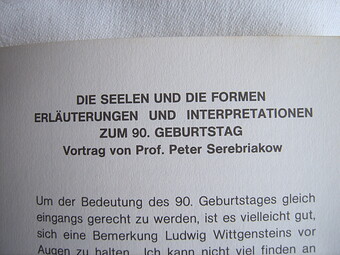 DIE SEELEN UND DIE FORMEN
ERLÄUTERUNGEN UND INTERPRETATIONEN
ZUM 90. GEBURTSTAG
Vortrag von Prof. Peter Serebriakow
Um der Bedeutung des 90. Geburtstages gleich
eingangs gerecht zu werden, ist es vielleicht gut,
sich eine Bemerkung Ludwig Wittgensteins vor
Augen zu halten. Ich kann nicht viel finden an